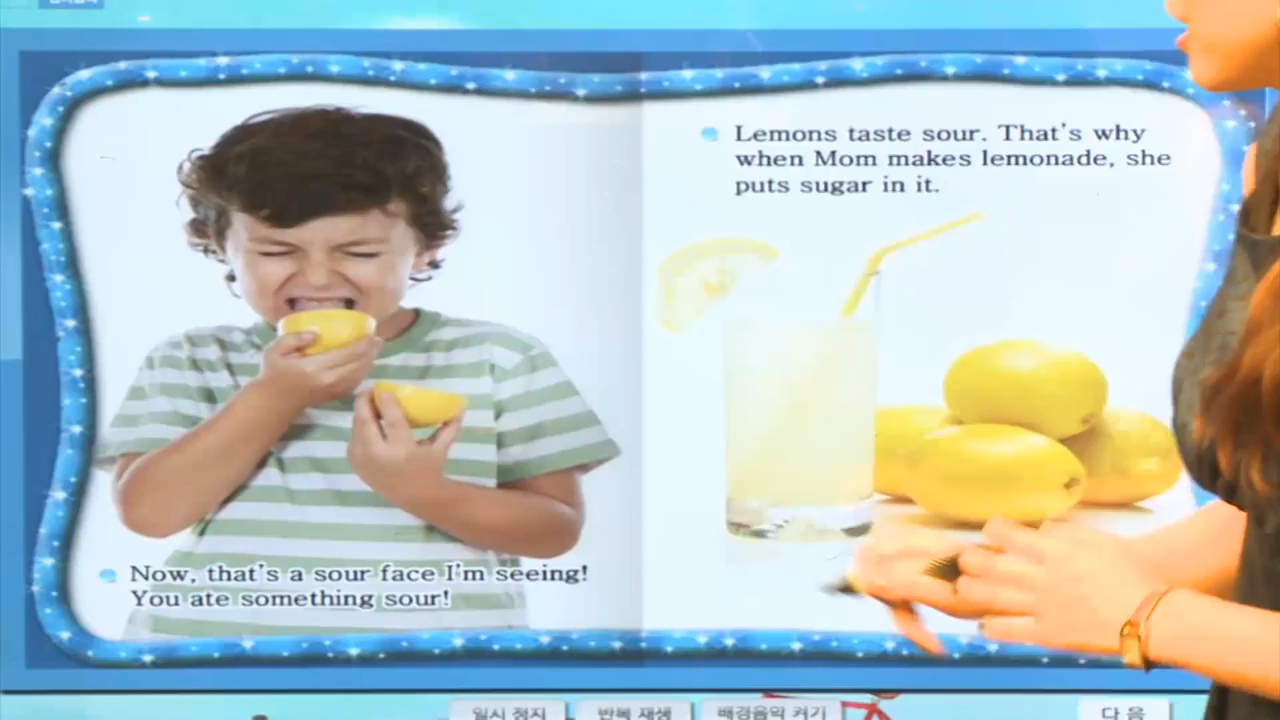 Now, that's a sour face I'm seeing!
You ate something sour!
Lemons taste sour. That's why
when Mom makes lemonade, she
puts sugar in it.
일시 정지
반복 재생
배경음악 켜기
다 음